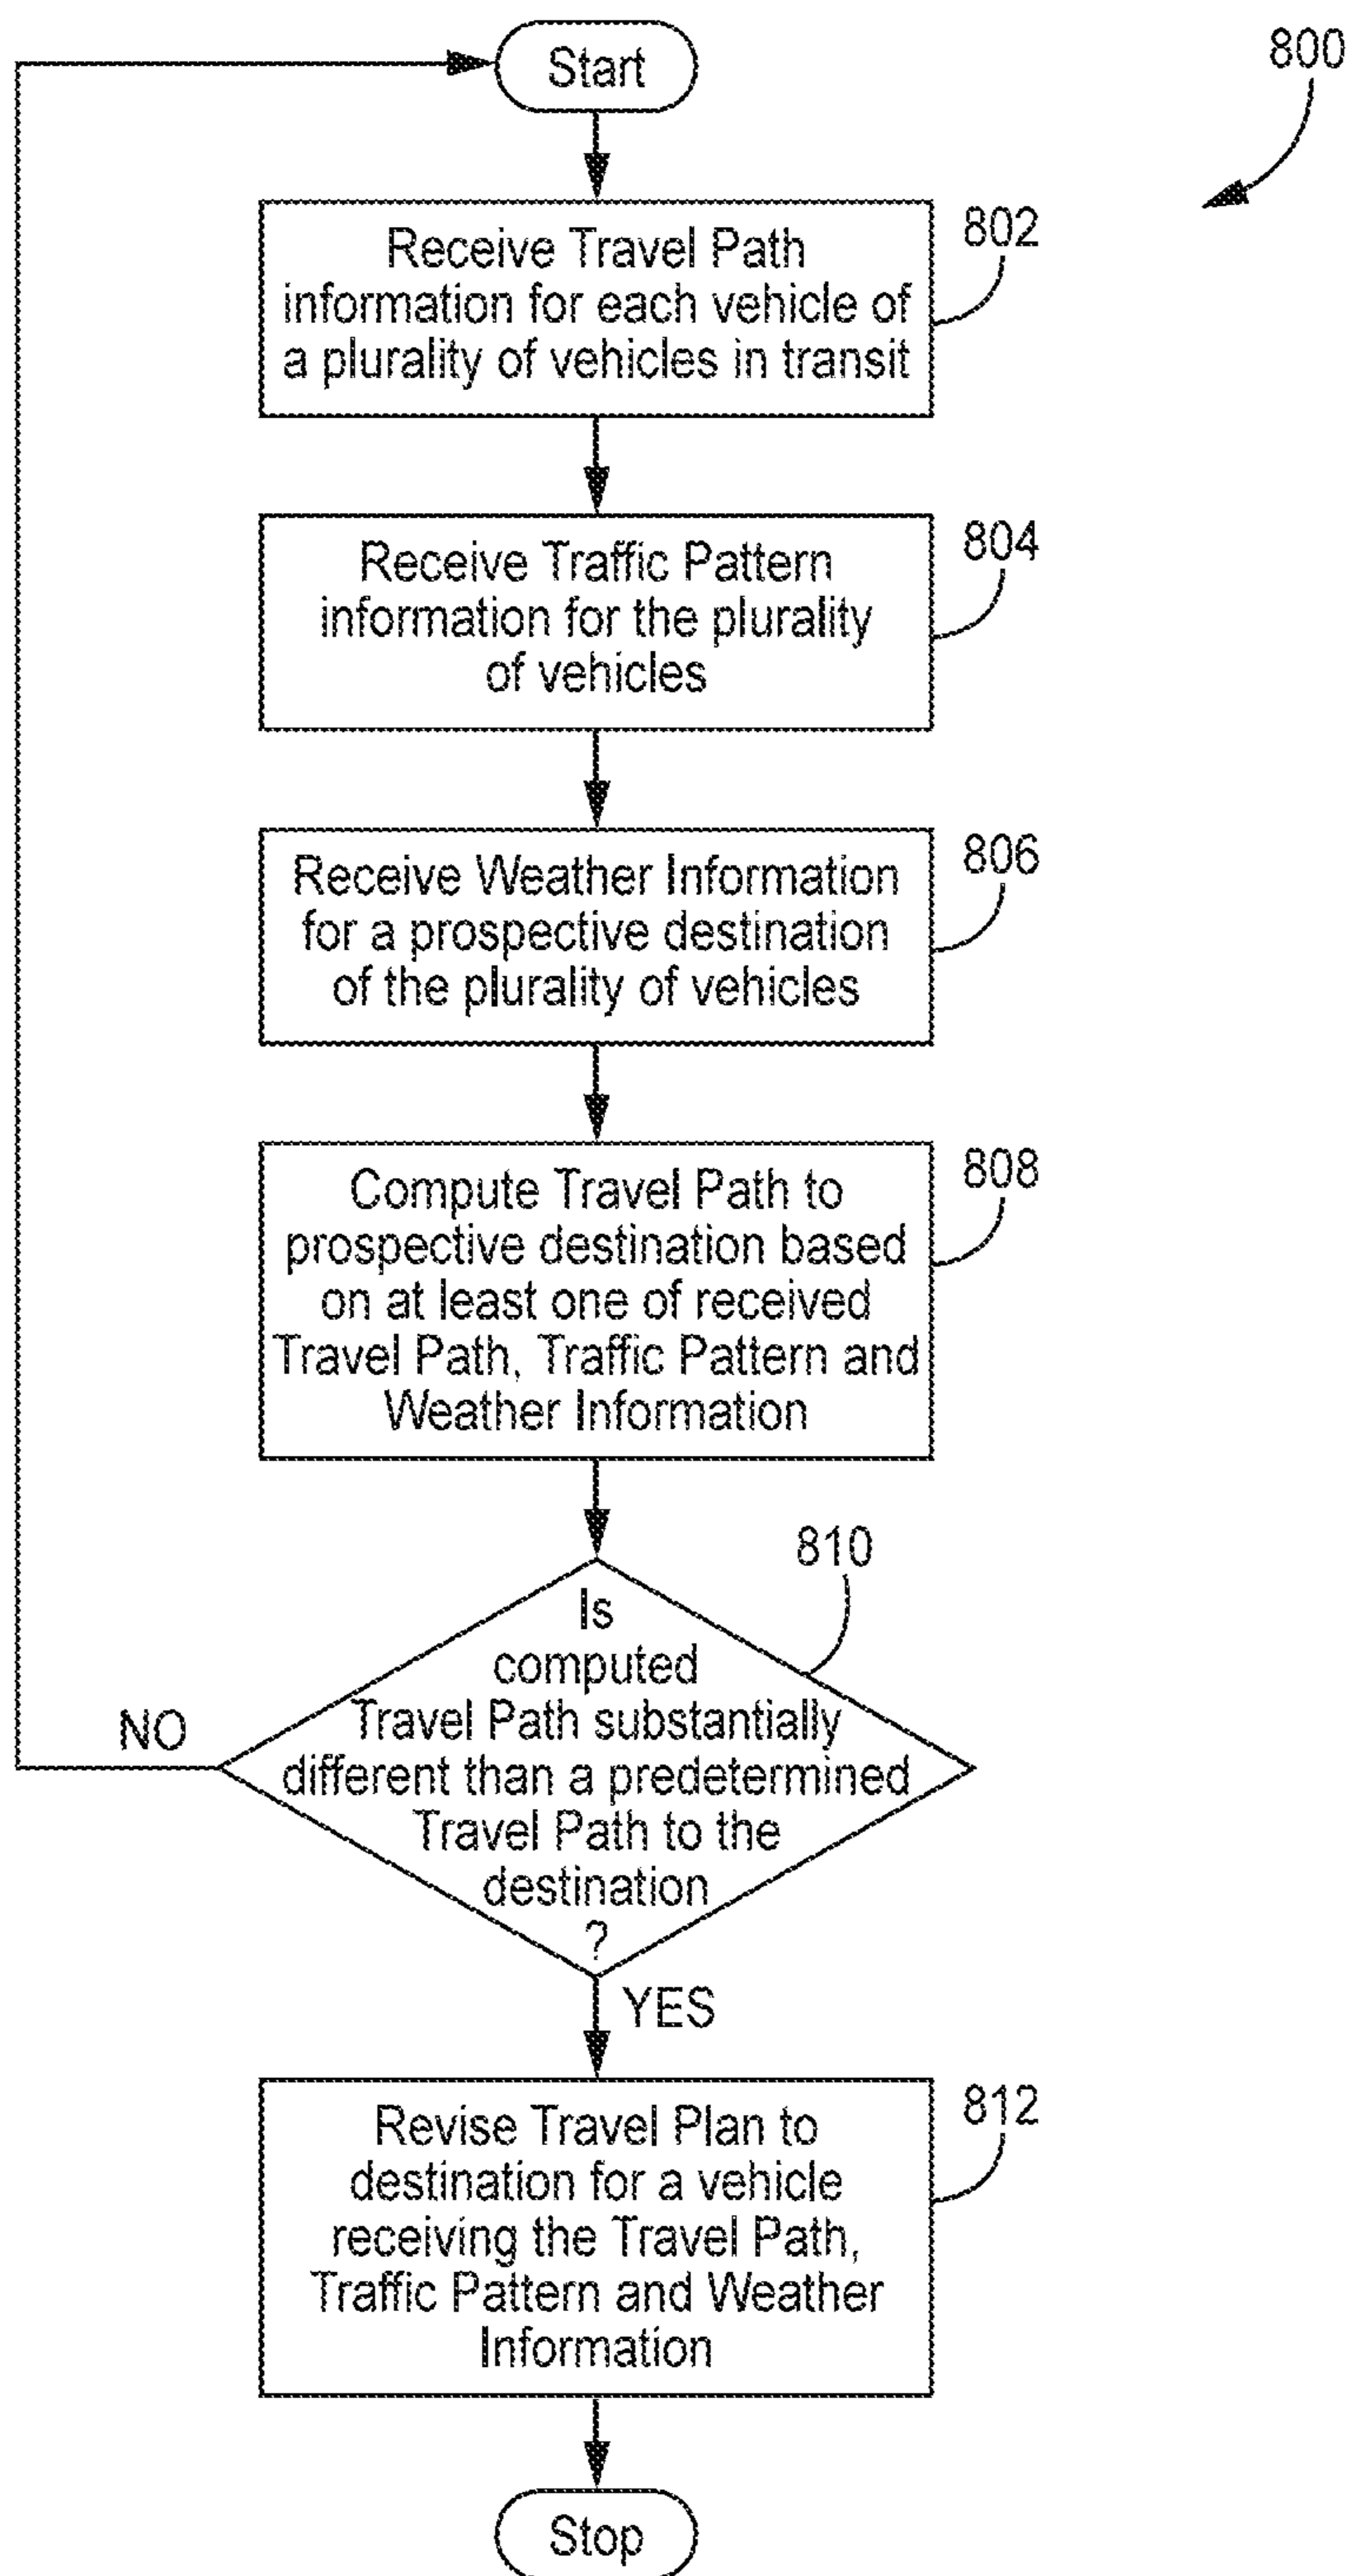 Start
800
Receive Travel Path
information for each vehicle of
a plurality of vehicles in transit
802
Receive Traffic Pattern
information for the plurality
of vehicles
804
Receive Weather Information
for a prospective destination
of the plurality of vehicles
806
Compute Travel Path to
prospective destination based
on at least one of received
Travel Path, Traffic Pattern and
Weather Information
808
810
Is
computed
Travel Path substantially
different than a predetermined
Travel Path to the
destination
?
NO
YES
Revise Travel Plan to
destination for a vehicle
receiving the Travel Path,
Traffic Pattern and Weather
Information
812
Stop